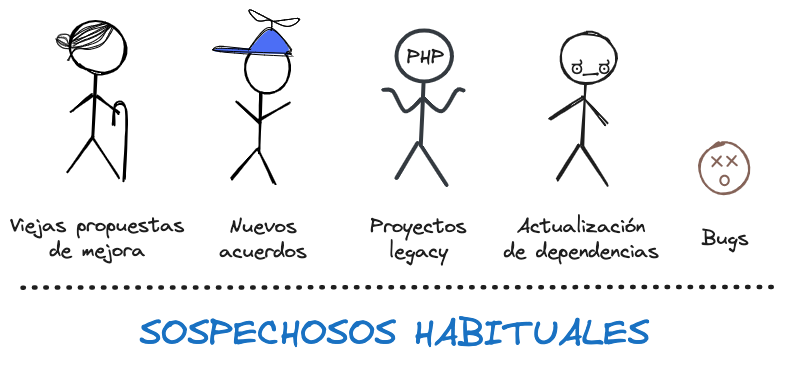 PHP
Viejas propuestas
de mejora
Nuevos
acuerdos
Proyectos
legacy
Actualización
de dependencias
Bugs
SOSPECHOSOS HABITUALES